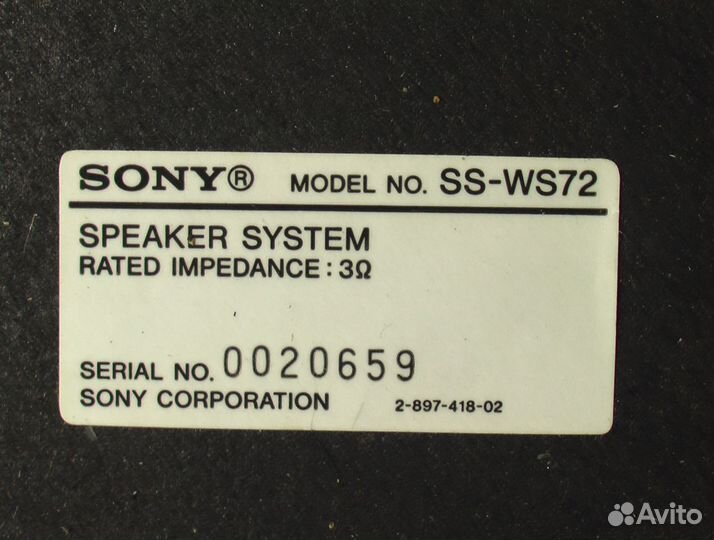 SONY® MODEL NO. SS-WS72
SPEAKER SYSTEM
RATED IMPEDANCE : 3Ω
SERIAL NO. 0020659
SONY CORPORATION 2-897-418-02
Avito